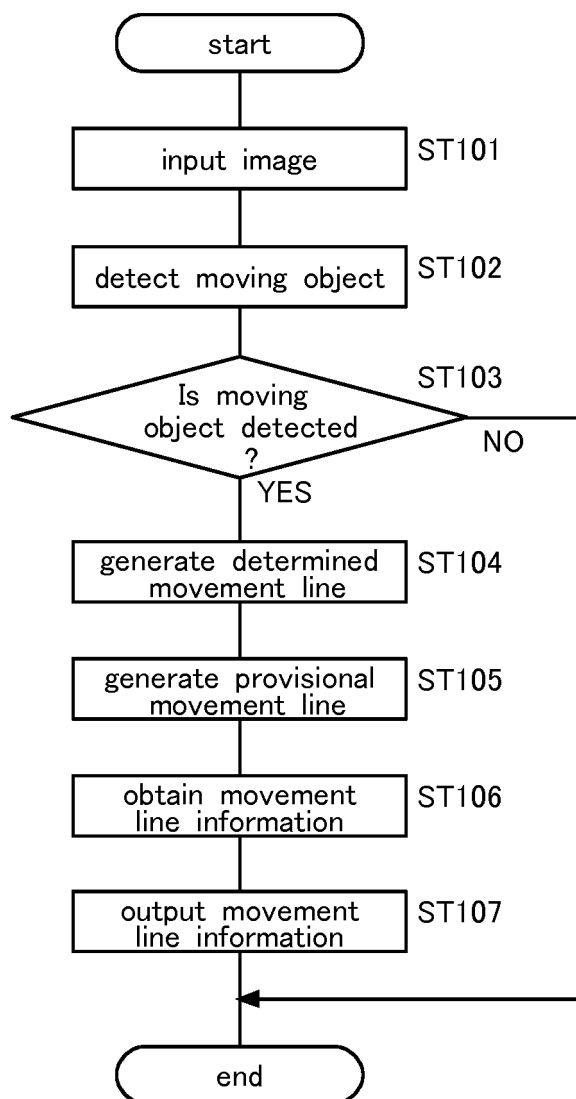 start
input image
ST101
detect moving object
ST102
ST103
Is moving
object detected
?
NO
YES
generate determined
movement line
ST104
generate provisional
movement line
ST105
obtain movement
line information
ST106
output movement
line information
ST107
end